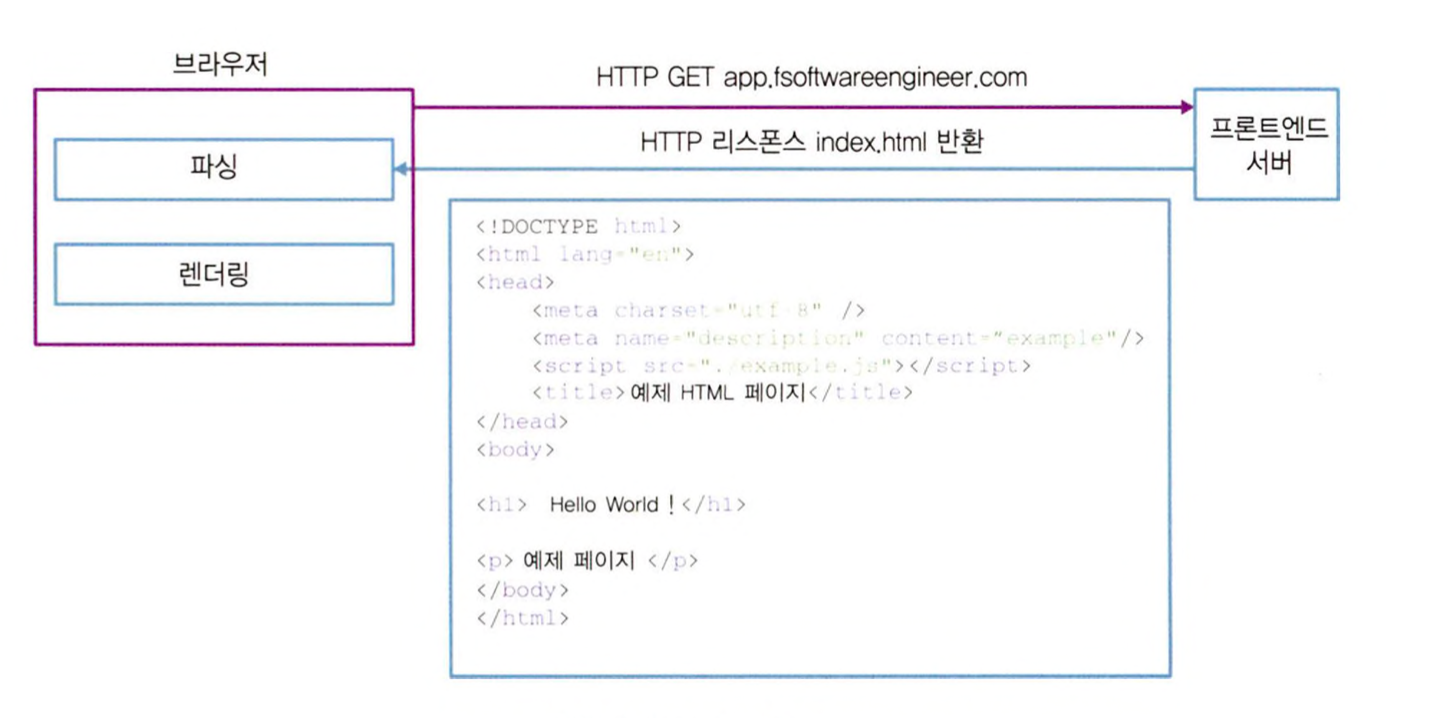 브라우저
HTTP GET app.fsoftwareengineer.com
HTTP 리스폰스 index.html 반환
프론트엔드
서버
파싱
렌더링
<!DOCTYPE html>
<html lang="en">
<head>
    <meta charset="utf-8" />
    <meta name="description" content="example"/>
    <script src="./example.js"></script>
    <title>예제 HTML 페이지</title>
</head>
<body>
<h1>  Hello World !</h1>
<p> 예제 페이지 </p>
</body>
</html>